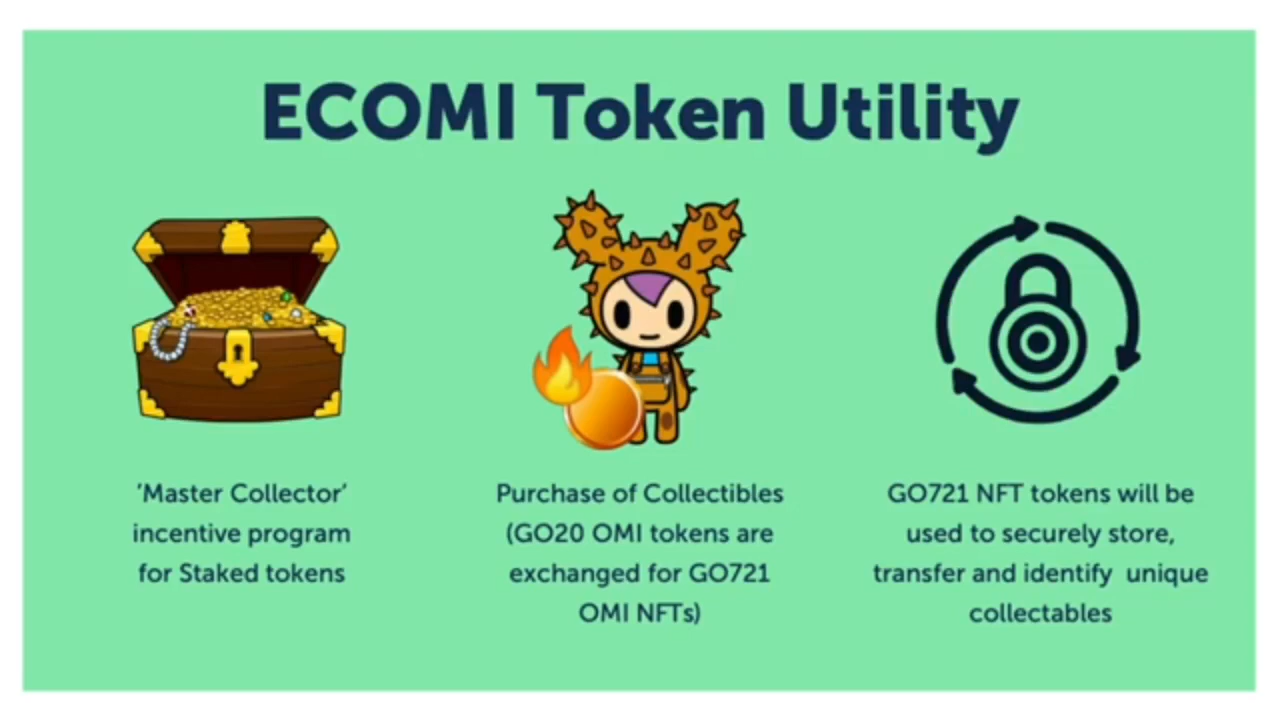 ECOMI Token Utility
‘Master Collector’
incentive program
for Staked tokens
Purchase of Collectibles
(GO20 OMI tokens are
exchanged for GO721
OMI NFTs)
GO721 NFT tokens will be
used to securely store,
transfer and identify  unique
collectables